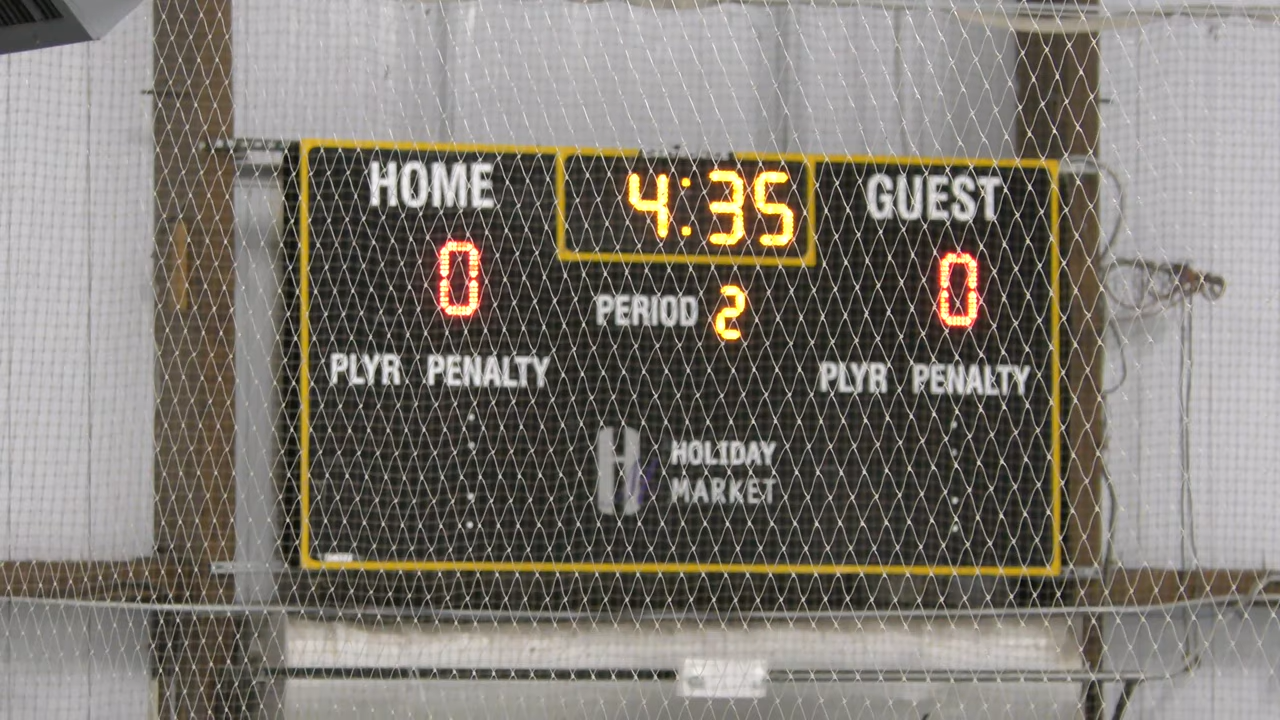 HOME 4:35 GUEST
0 PERIOD 2 0
PLYR PENALTY PLYR PENALTY
H HOLIDAY
MARKET